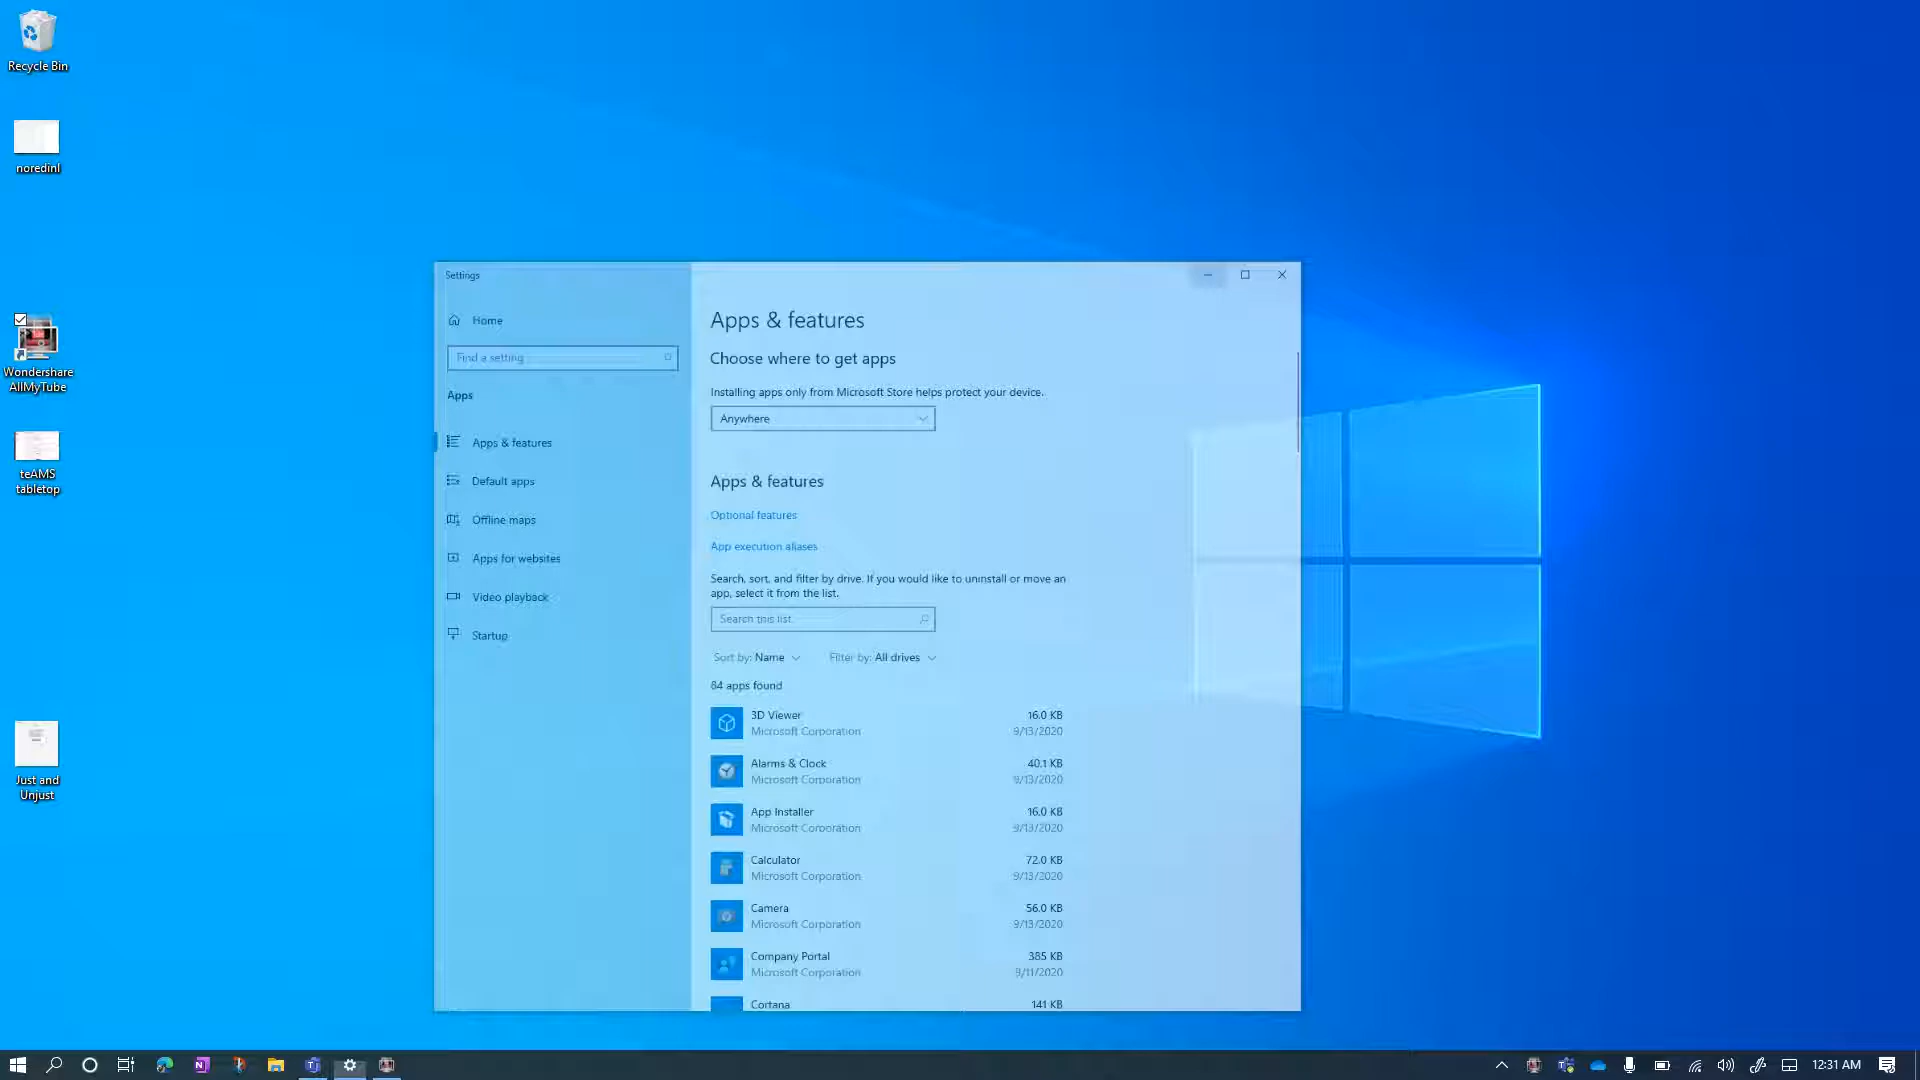 Recycle Bin
noredinl
Wondershare
AllMyTube
teAMS
tabletop
Just and
Unjust
Settings
Home
Find a setting
Apps
Apps & features
Default apps
Offline maps
Apps for websites
Video playback
Startup
Apps & features
Choose where to get apps
Installing apps only from Microsoft Store helps protect your device.
Anywhere
Apps & features
Optional features
App execution aliases
Search, sort, and filter by drive. If you would like to uninstall or move an
app, select it from the list.
Search this list
Sort by: Name Filter by: All drives
84 apps found
3D Viewer 16.0 KB
Microsoft Corporation 9/13/2020
Alarms & Clock 40.1 KB
Microsoft Corporation 9/13/2020
App Installer 16.0 KB
Microsoft Corporation 9/13/2020
Calculator 72.0 KB
Microsoft Corporation 9/13/2020
Camera 56.0 KB
Microsoft Corporation 9/13/2020
Company Portal 385 KB
Microsoft Corporation 9/11/2020
Cortana 141 KB
12:31 AM